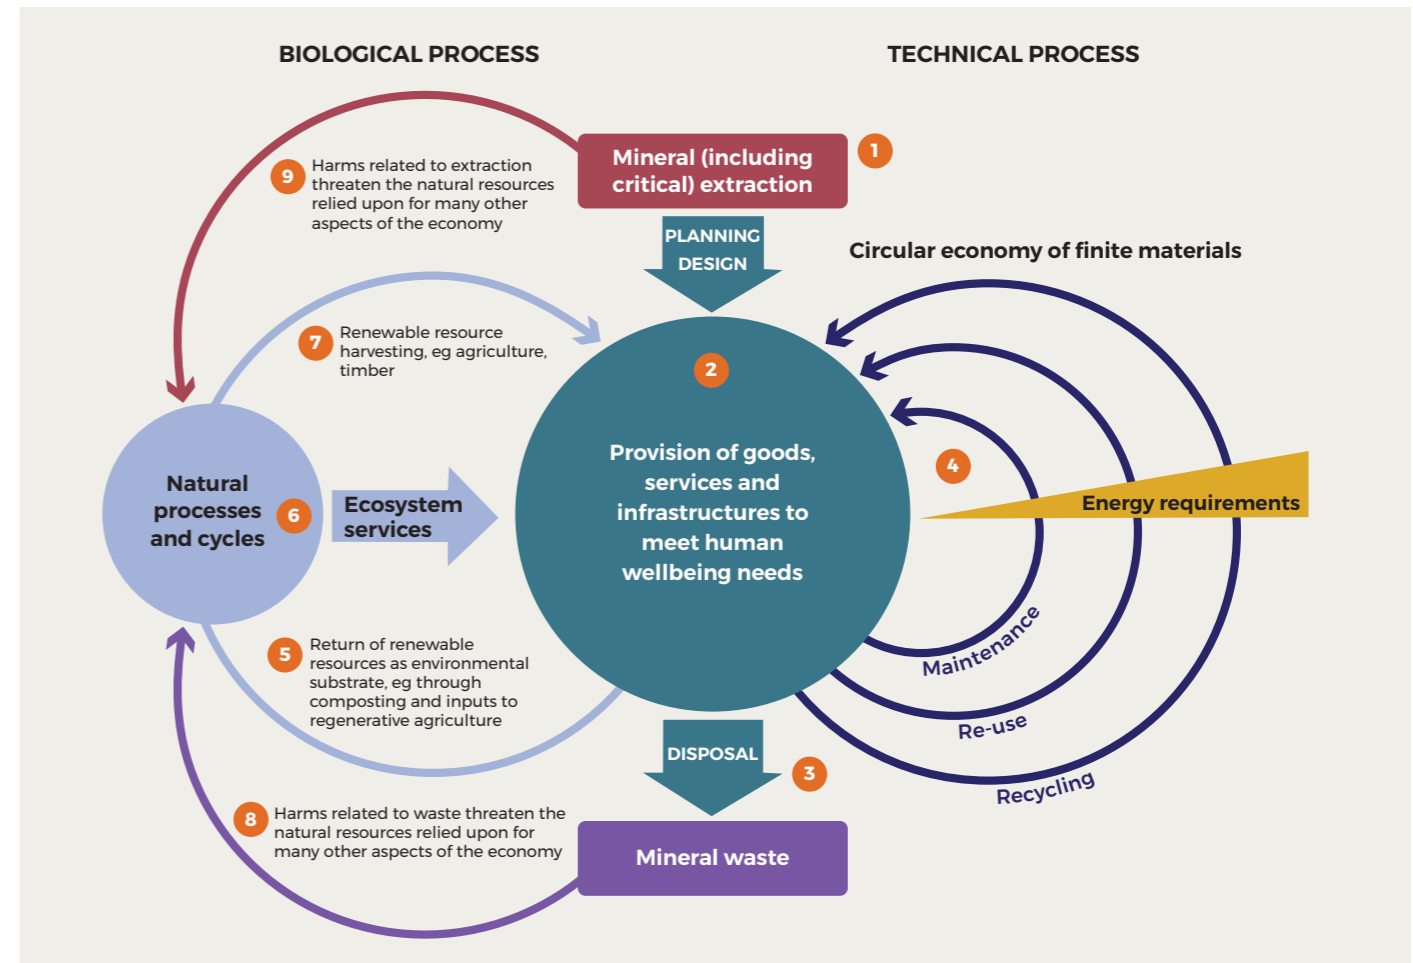 BIOLOGICAL PROCESS
TECHNICAL PROCESS
Mineral (including
critical) extraction
1
9
Harms related to extraction
threaten the natural resources
relied upon for many other
aspects of the economy
PLANNING
DESIGN
Circular economy of finite materials
7
Renewable resource
harvesting, eg agriculture,
timber
2
Provision of goods,
services and
infrastructures to
meet human
wellbeing needs
4
Energy requirements
Natural
processes
and cycles
6
Ecosystem
services
Maintenance
Re-use
Recycling
5
Return of renewable
resources as environmental
substrate, eg through
composting and inputs to
regenerative agriculture
DISPOSAL
3
8
Harms related to waste threaten the
natural resources relied upon for
many other aspects of the economy
Mineral waste